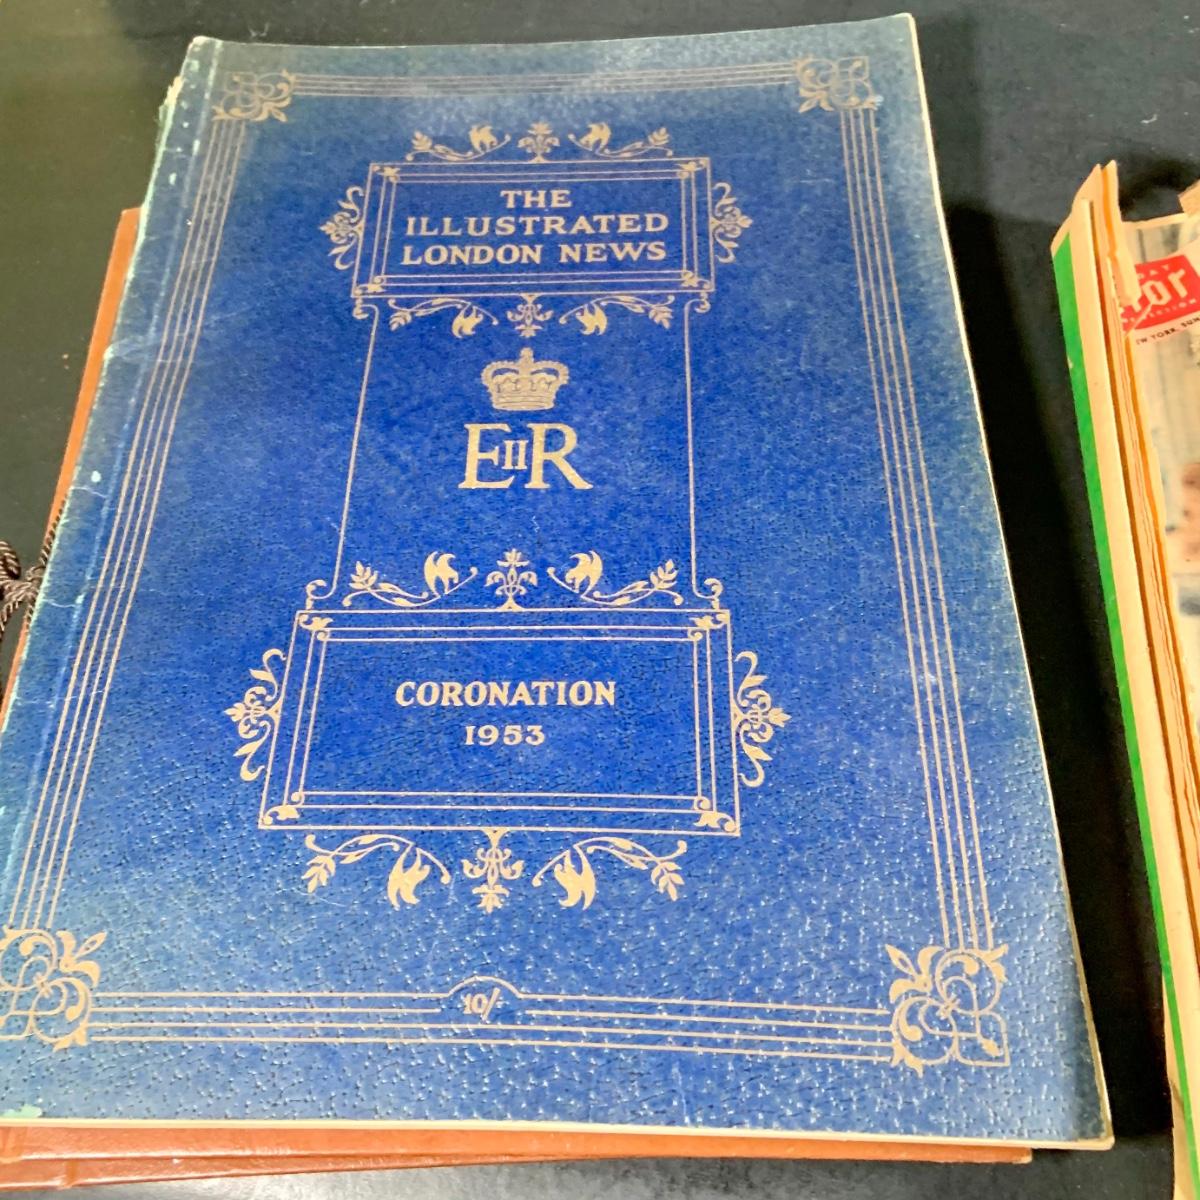 THE
ILLUSTRATED
LONDON NEWS
EIIR
CORONATION
1953
10/-